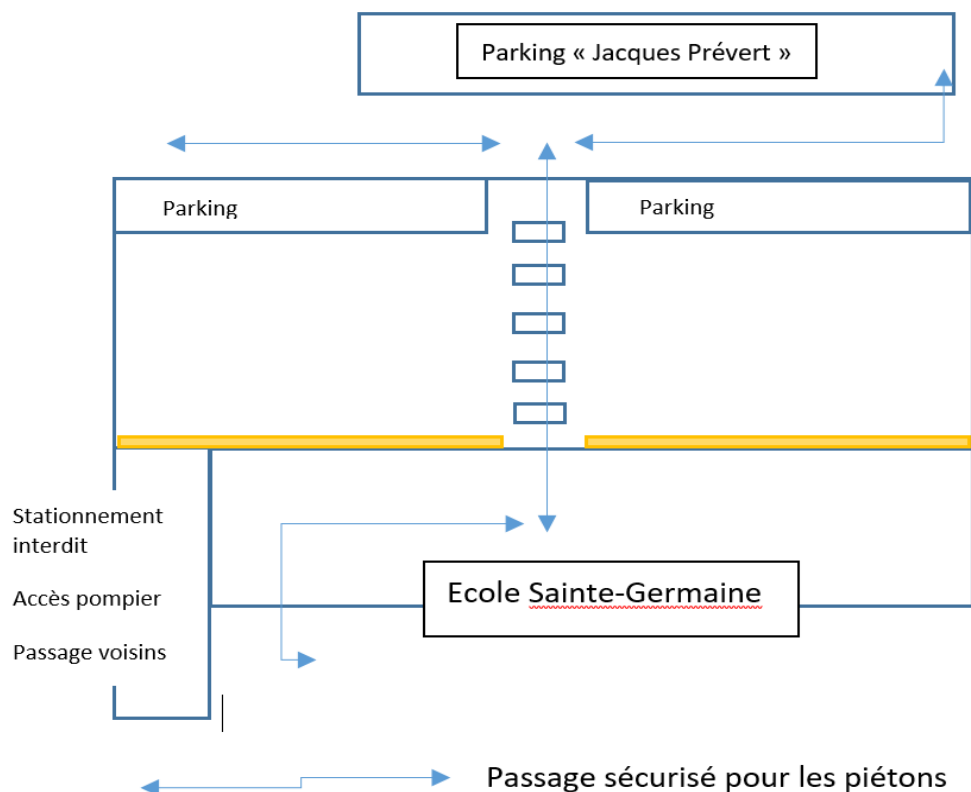 Parking « Jacques Prévert »
Parking
Parking
Stationnement
interdit
Accès pompier
Passage voisins
Ecole Sainte-Germaine
Passage sécurisé pour les piétons